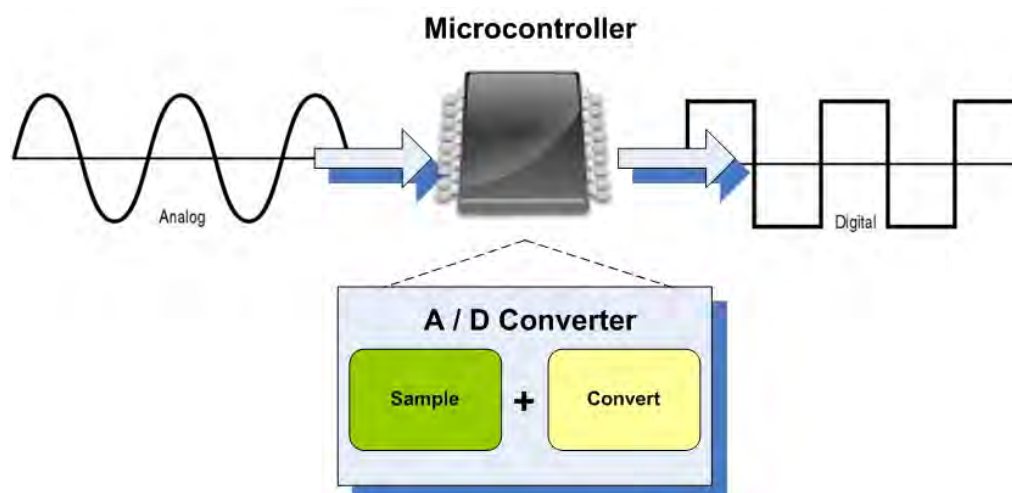 Microcontroller
Analog
Digital
A / D Converter
Sample + Convert